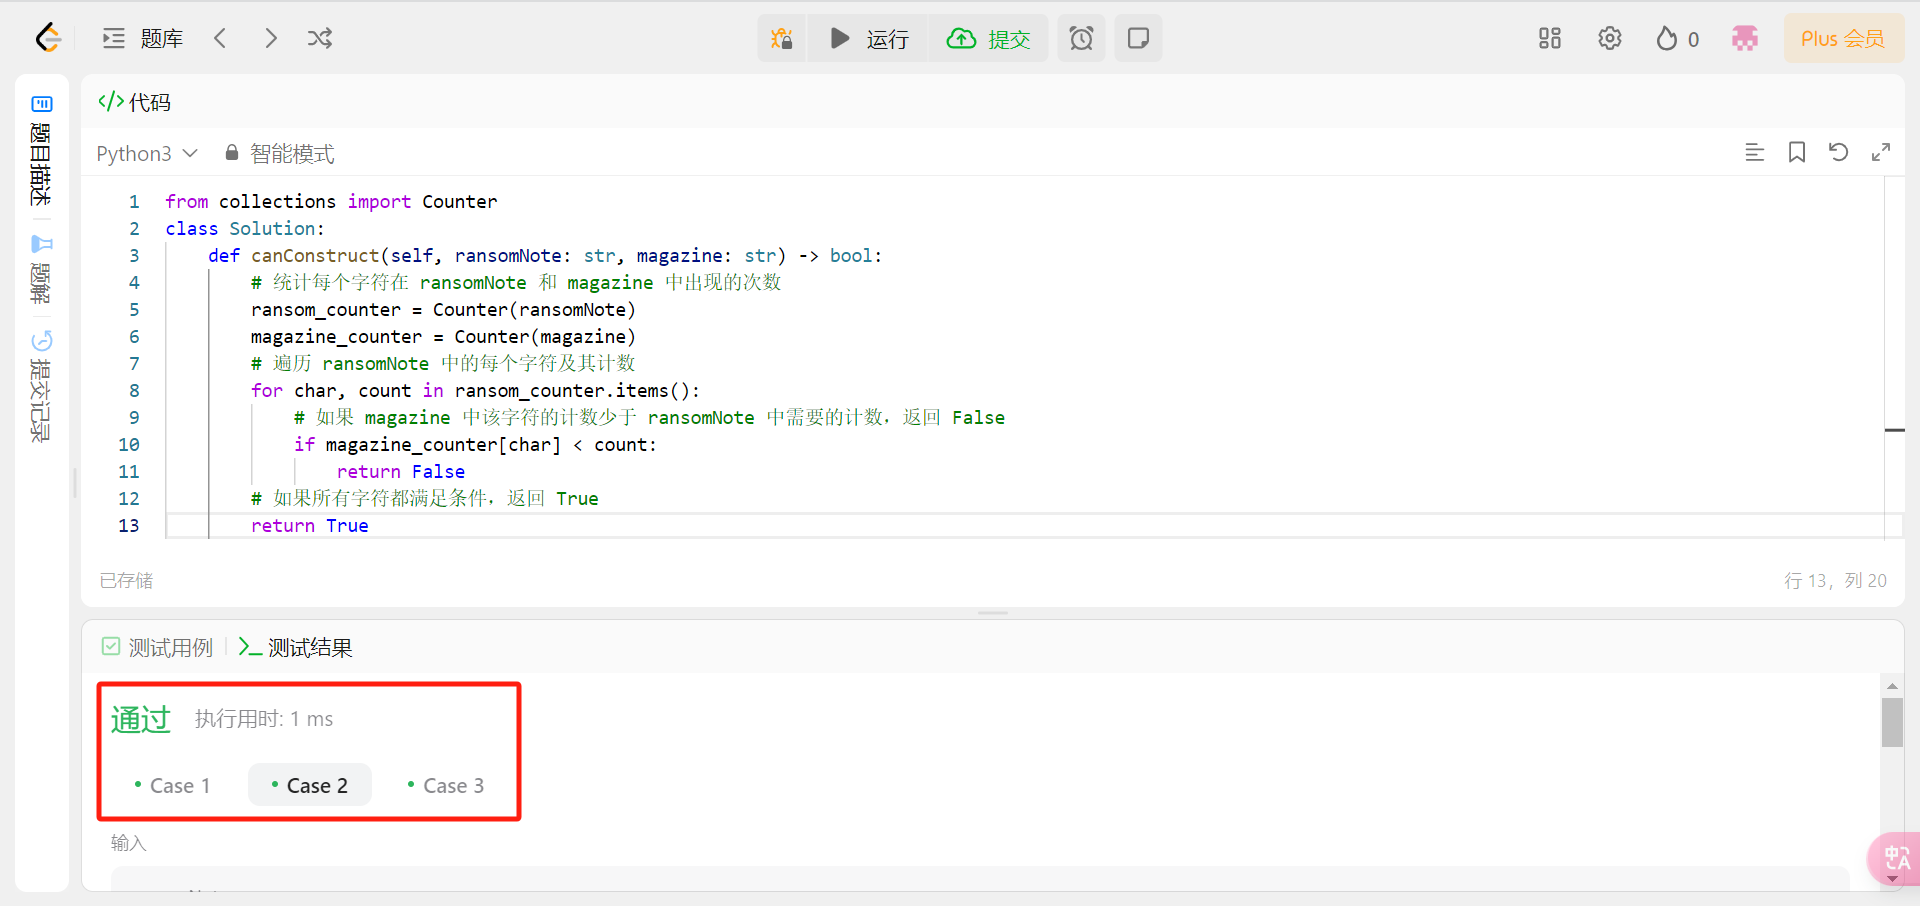 题库
运行
提交
0
Plus 会员
题目描述
题解
提交记录
</>代码
Python3
智能模式
1 from collections import Counter
2 class Solution:
3 def canConstruct(self, ransomNote: str, magazine: str) -> bool:
4 # 统计每个字符在 ransomNote 和 magazine 中出现的次数
5 ransom_counter = Counter(ransomNote)
6 magazine_counter = Counter(magazine)
7 # 遍历 ransomNote 中的每个字符及其计数
8 for char, count in ransom_counter.items():
9 # 如果 magazine 中该字符的计数少于 ransomNote 中需要的计数，返回 False
10 if magazine_counter[char] < count:
11 return False
12 # 如果所有字符都满足条件，返回 True
13 return True
已存储
行 13，列 20
测试用例
测试结果
通过 执行用时: 1 ms
Case 1 Case 2 Case 3
输入
中A